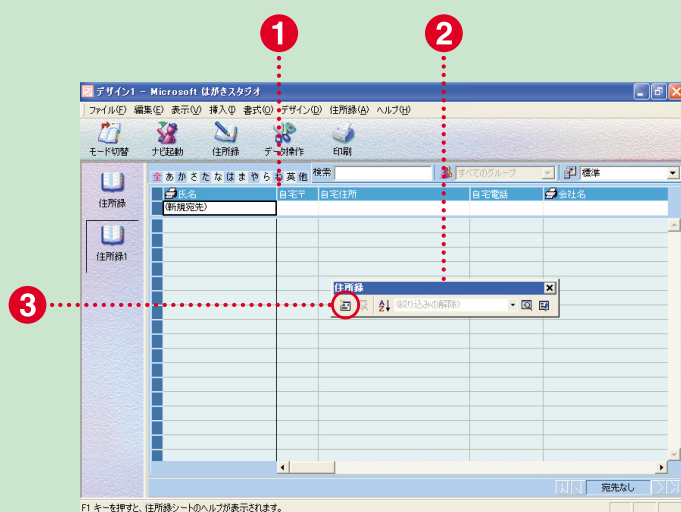 1
2
デザイン1 - Microsoft はがきスタジオ
ファイル(F) 編集(E) 表示(V) 挿入(I) 書式(O) デザイン(D) 住所録(A) ヘルプ(H)
モード切替 ナビ起動 住所録 データ操作 印刷
全 あ か さ た な は ま や ら わ 英 他 検索 すべてのグループ 標準
住所録
氏名 自宅〒 自宅住所 自宅電話 会社名
(新規宛先)
住所録1
住所録
3
(絞り込みの解除)
宛先なし
F1 キーを押すと、住所録シートのヘルプが表示されます。